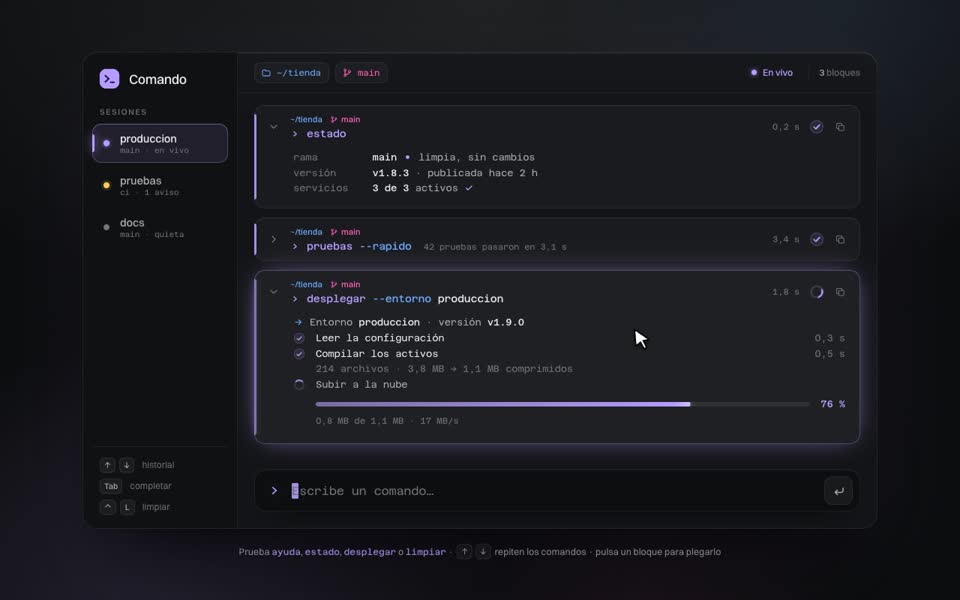 Comando
SESIONES
produccion
main · en vivo
pruebas
ci · 1 aviso
docs
main · quieta
↑ ↓ historial
Tab completar
^ L limpiar
~/tienda main
En vivo 3 bloques
~/tienda main
› estado
0,2 s
rama main • limpia, sin cambios
versión v1.8.3 · publicada hace 2 h
servicios 3 de 3 activos ✓
~/tienda main
› pruebas --rapido 42 pruebas pasaron en 3,1 s
3,4 s
~/tienda main
› desplegar --entorno produccion
1,8 s
→ Entorno produccion · versión v1.9.0
Leer la configuración 0,3 s
Compilar los activos 0,5 s
214 archivos · 3,8 MB → 1,1 MB comprimidos
Subir a la nube
76 %
0,8 MB de 1,1 MB · 17 MB/s
› Escribe un comando…
Prueba ayuda, estado, desplegar o limpiar · ↑ ↓ repiten los comandos · pulsa un bloque para plegarlo